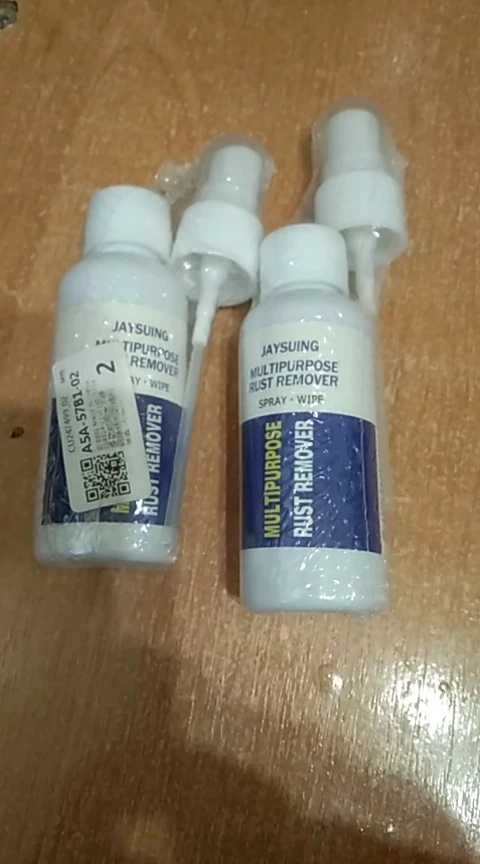 JAYSUING
MULTIPURPOSE
REMOVER
SPRAY · WIPE
RUST REMOVER
ASA-57B1-02
2
JAYSUING
MULTIPURPOSE
RUST REMOVER
SPRAY · WIPE
MULTIPURPOSE
RUST REMOVER